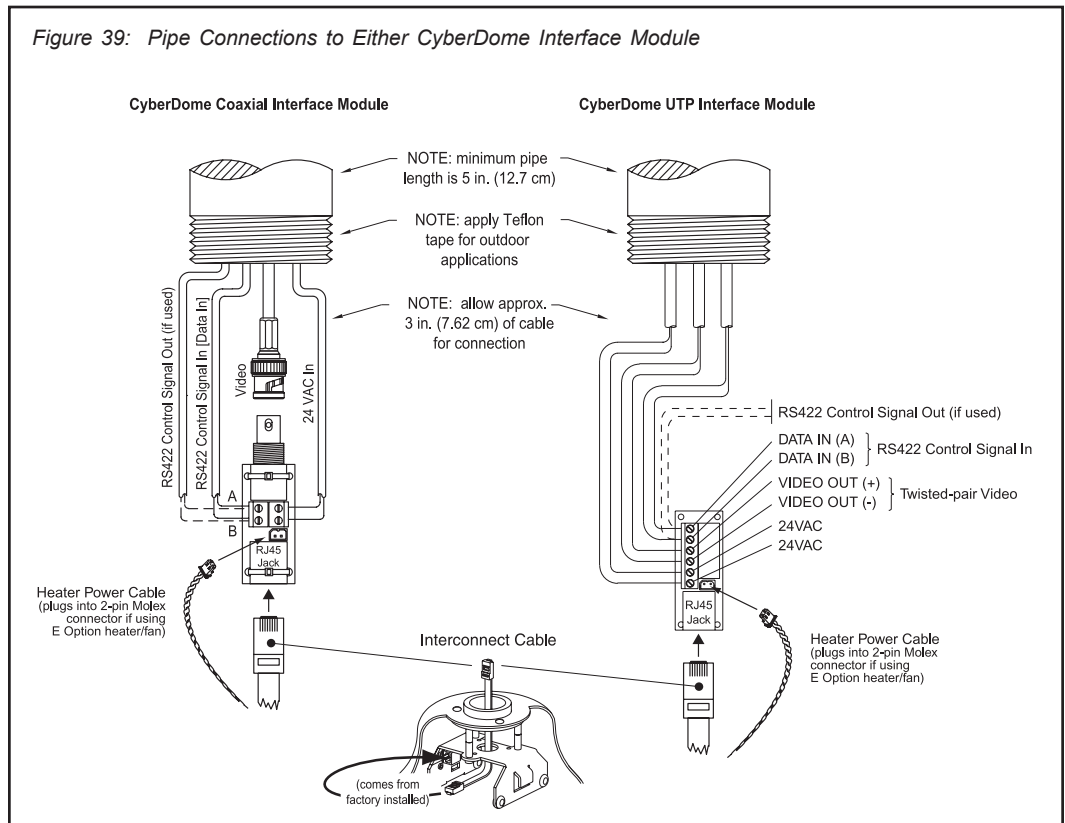 Figure 39: Pipe Connections to Either CyberDome Interface Module
CyberDome Coaxial Interface Module
CyberDome UTP Interface Module
NOTE: minimum pipe
length is 5 in. (12.7 cm)
NOTE: apply Teflon
tape for outdoor
applications
NOTE: allow approx.
3 in. (7.62 cm) of cable
for connection
RS422 Control Signal Out (if used)
RS422 Control Signal In [Data In]
Video
24 VAC In
A
B
RJ45
Jack
Heater Power Cable
(plugs into 2-pin Molex
connector if using
E Option heater/fan)
Interconnect Cable
(comes from
factory installed)
RS422 Control Signal Out (if used)
DATA IN (A)
DATA IN (B)
RS422 Control Signal In
VIDEO OUT (+)
VIDEO OUT (-)
Twisted-pair Video
24VAC
24VAC
RJ45
Jack
Heater Power Cable
(plugs into 2-pin Molex
connector if using
E Option heater/fan)